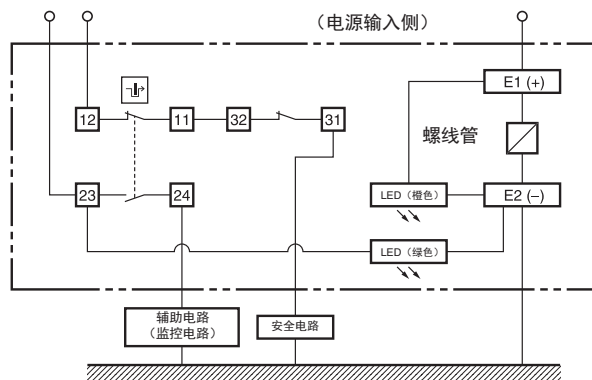 （电源输入侧）
E1 (+)
12
11
32
31
螺线管
23
24
LED（橙色）
E2 (–)
LED（绿色）
辅助电路
（监控电路）
安全电路